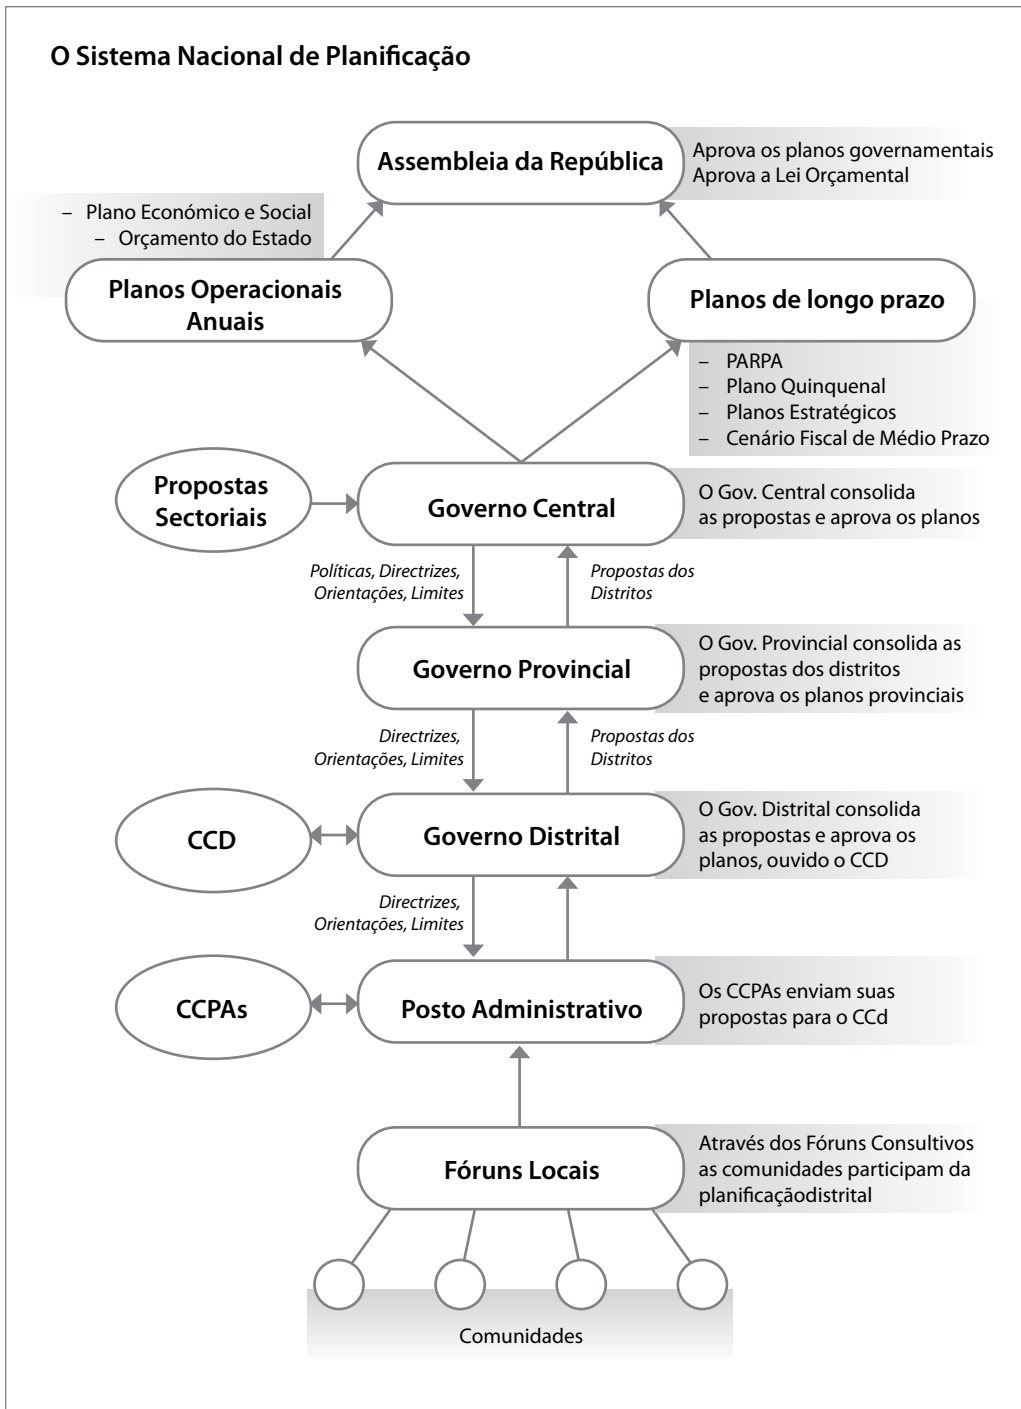 O Sistema Nacional de Planificação
Assembleia da República
Aprova os planos governamentais
Aprova a Lei Orçamental
– Plano Económico e Social
– Orçamento do Estado
Planos Operacionais
Anuais
Planos de longo prazo
– PARPA
– Plano Quinquenal
– Planos Estratégicos
– Cenário Fiscal de Médio Prazo
Propostas
Sectoriais
Governo Central
O Gov. Central consolida
as propostas e aprova os planos
Políticas, Directrizes,
Orientações, Limites
Propostas dos
Distritos
Governo Provincial
O Gov. Provincial consolida as
propostas dos distritos
e aprova os planos provinciais
Directrizes,
Orientações, Limites
Propostas dos
Distritos
CCD
Governo Distrital
O Gov. Distrital consolida
as propostas e aprova os
planos, ouvido o CCD
Directrizes,
Orientações, Limites
CCPAs
Posto Administrativo
Os CCPAs enviam suas
propostas para o CCd
Fóruns Locais
Através dos Fóruns Consultivos
as comunidades participam da
planificaçãodistrital
Comunidades